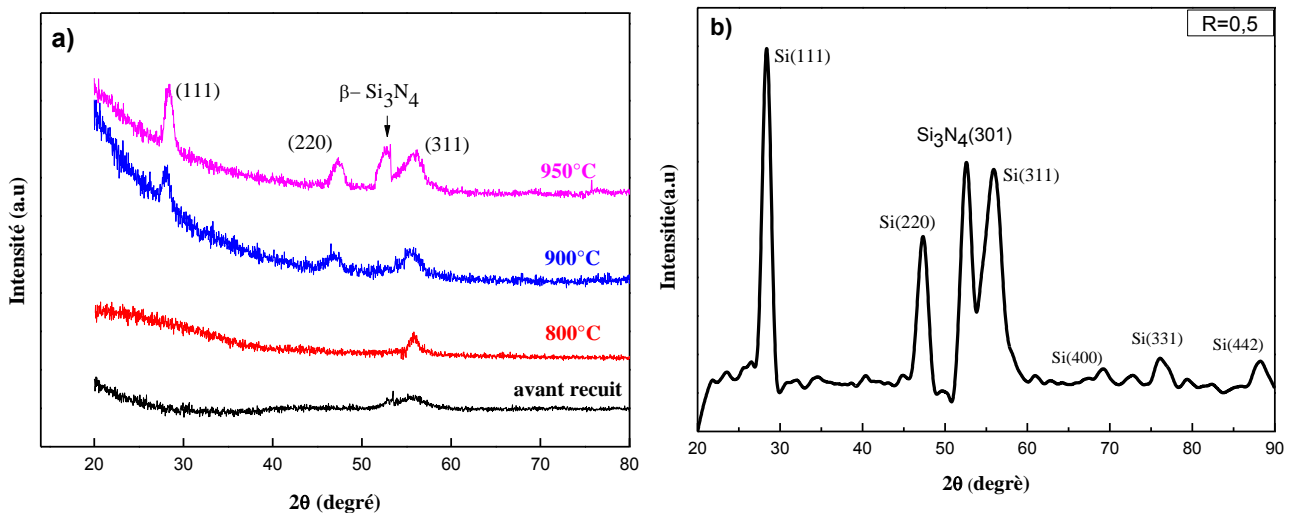 a)
(111)
β– Si₃N₄
(220)
(311)
950°C
900°C
800°C
avant recuit
Intensité (a.u)
20 30 40 50 60 70 80
2θ (degré)
b)
R=0,5
Si(111)
Si₃N₄(301)
Si(311)
Si(220)
Si(400)
Si(331)
Si(442)
Intensitie(a.u)
20 30 40 50 60 70 80 90
2θ (degrè)